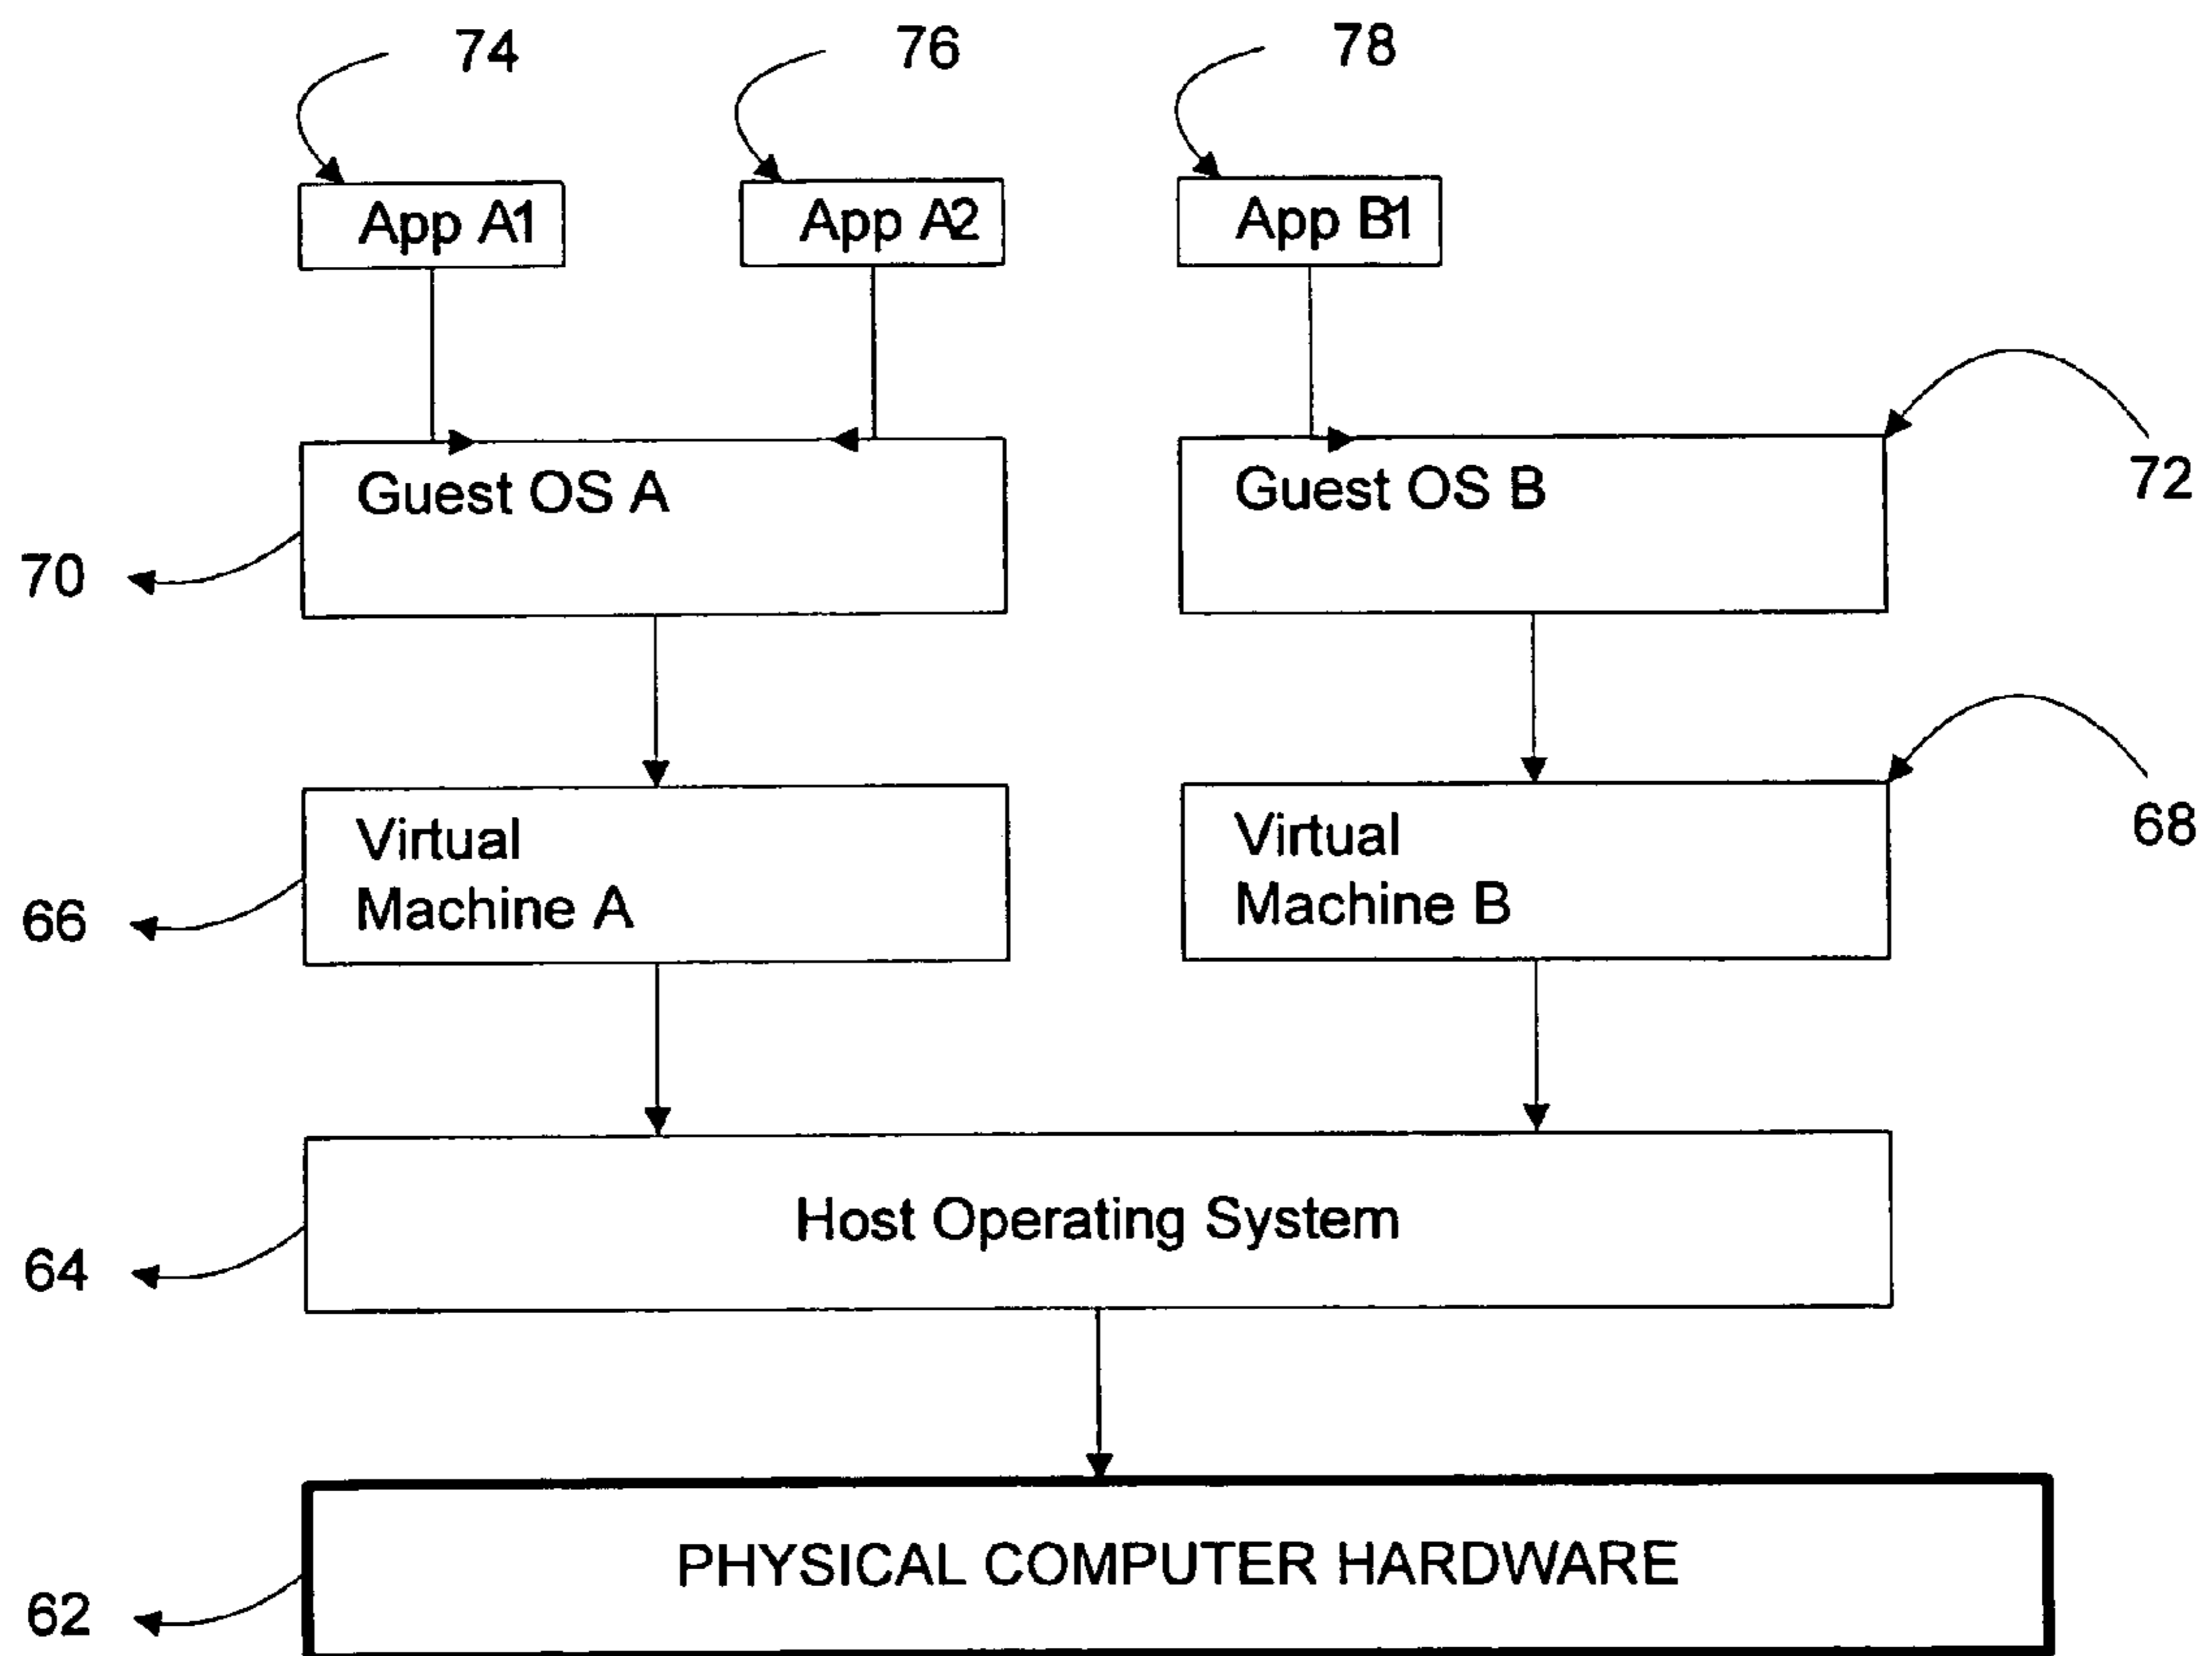 74
76
78
App A1
App A2
App B1
72
Guest OS A
Guest OS B
70
68
Virtual
Machine A
Virtual
Machine B
66
Host Operating System
64
PHYSICAL COMPUTER HARDWARE
62